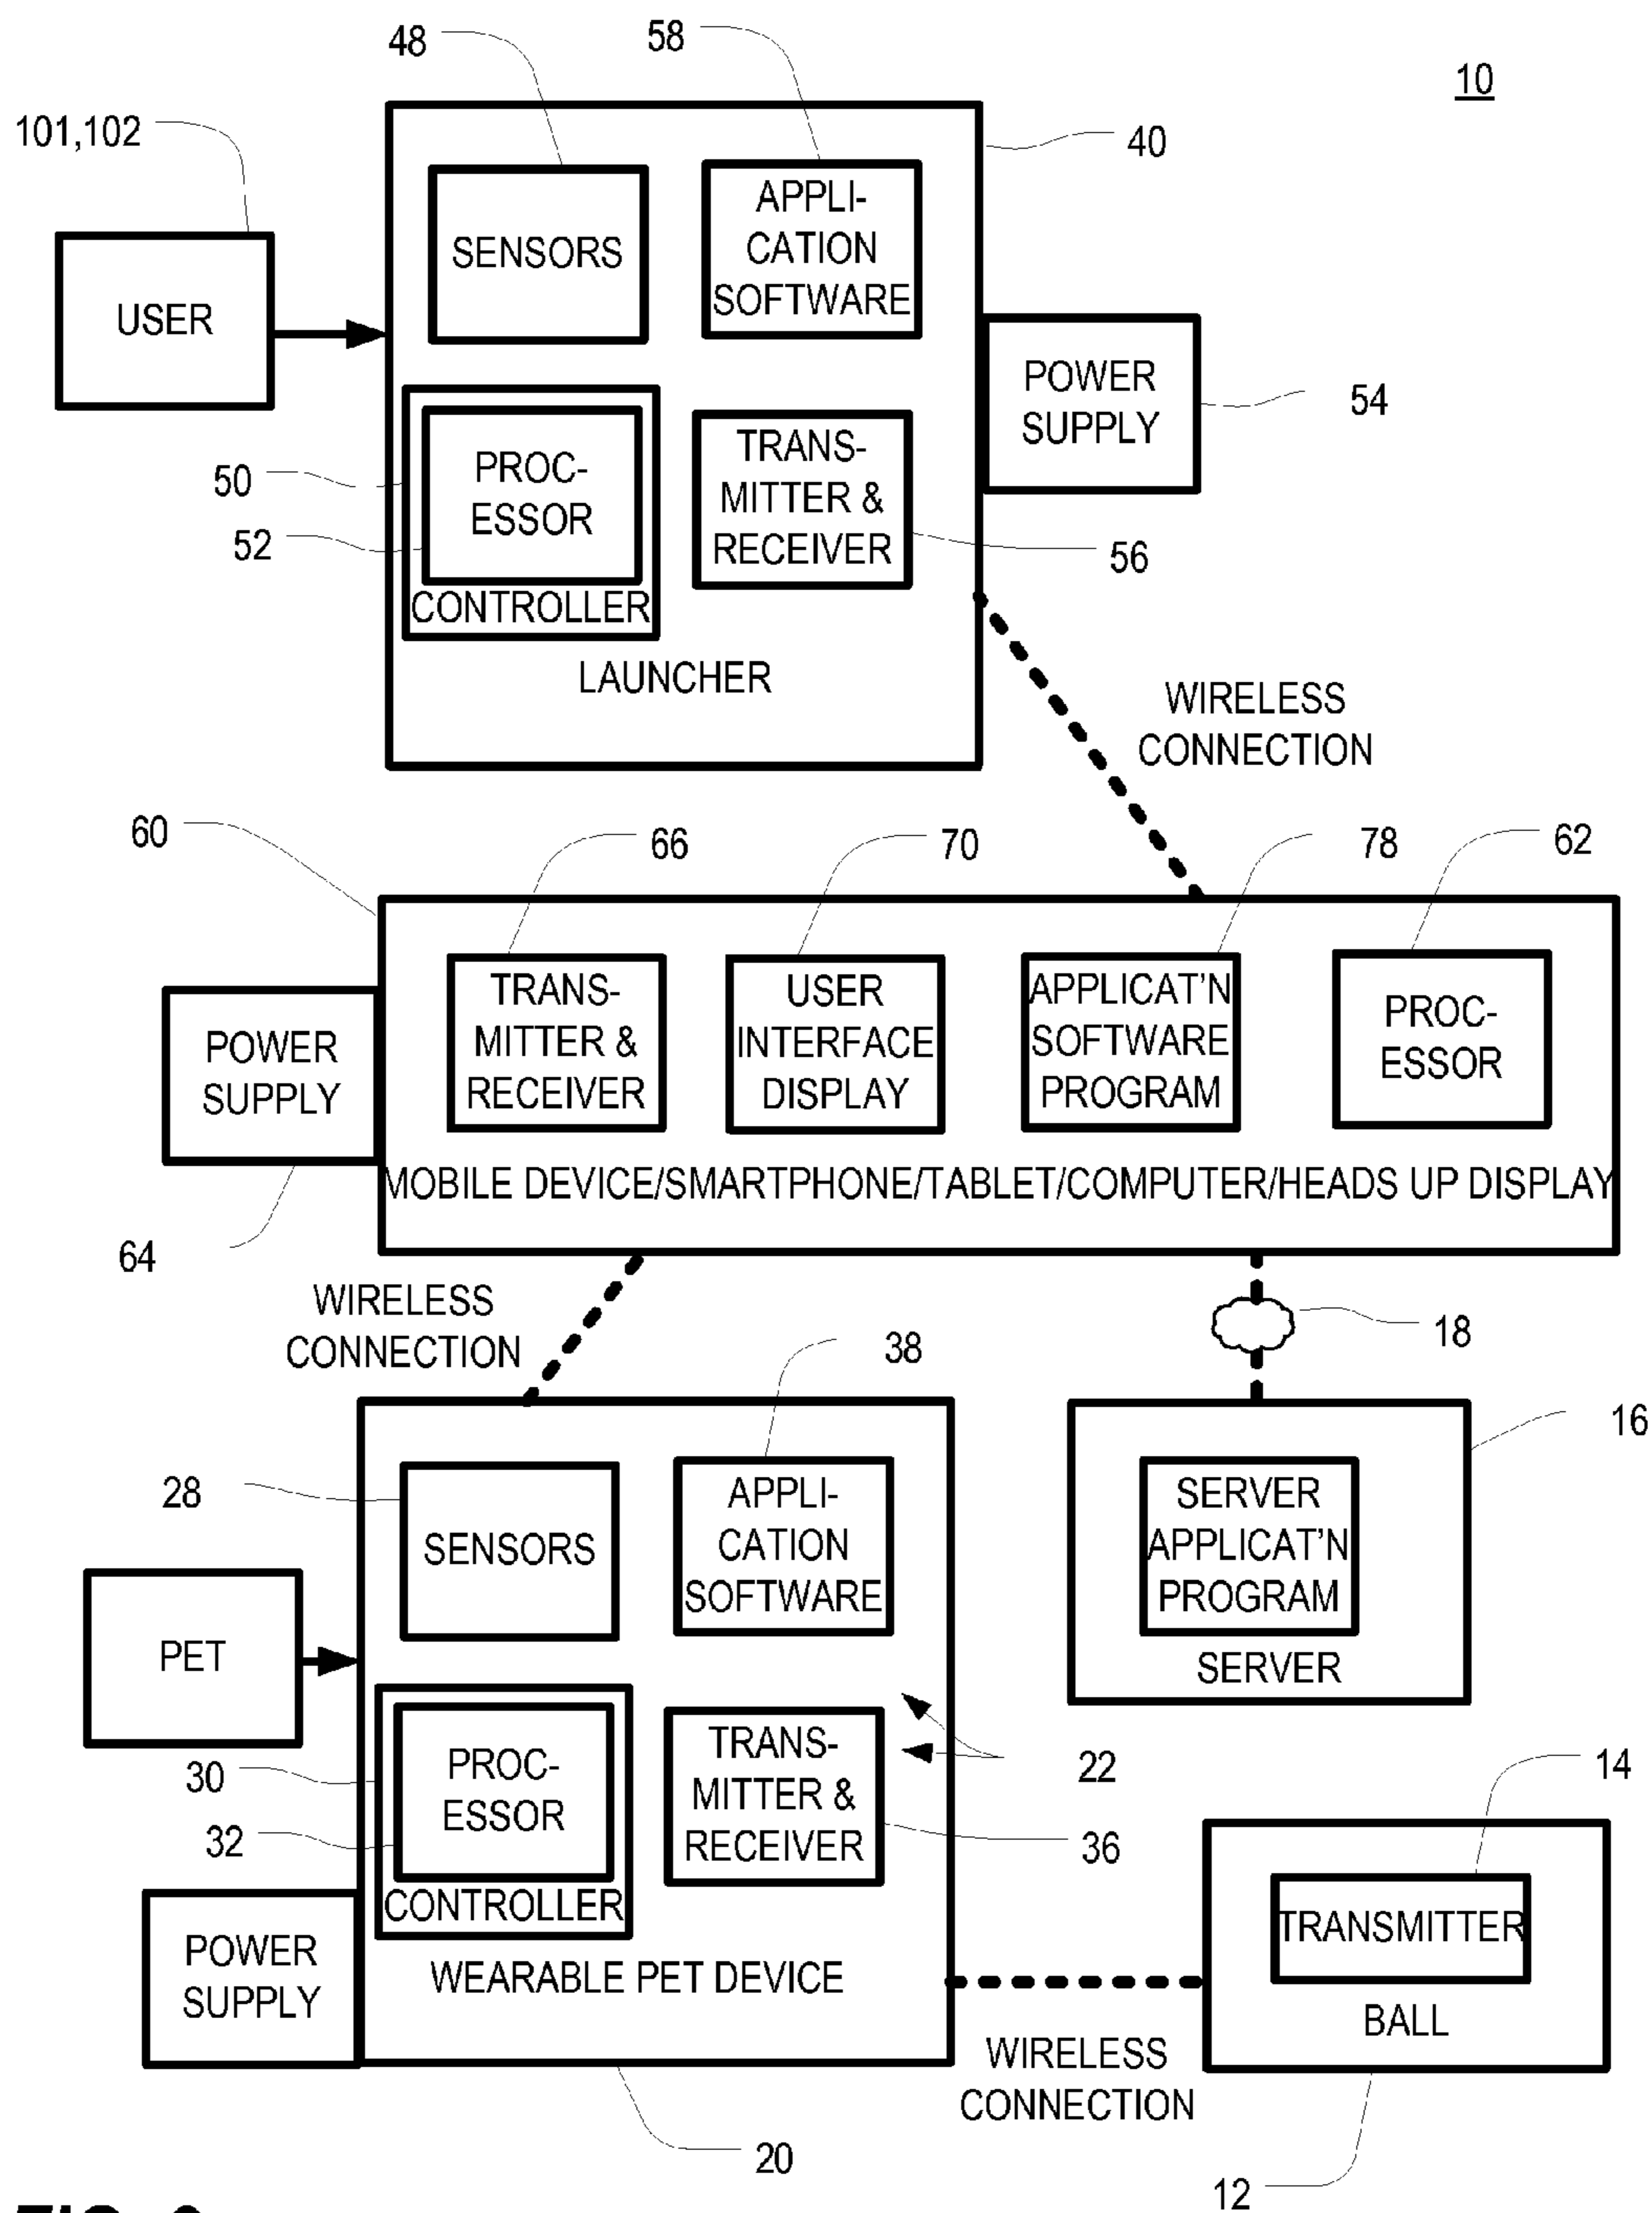 48
58
10
101,102
40
SENSORS
APPLI-
CATION
SOFTWARE
USER
POWER
SUPPLY
54
50
PROC-
ESSOR
52
CONTROLLER
TRANS-
MITTER &
RECEIVER
56
LAUNCHER
WIRELESS
CONNECTION
60
66
70
78
62
POWER
SUPPLY
TRANS-
MITTER &
RECEIVER
USER
INTERFACE
DISPLAY
APPLICAT'N
SOFTWARE
PROGRAM
PROC-
ESSOR
MOBILE DEVICE/SMARTPHONE/TABLET/COMPUTER/HEADS UP DISPLAY
64
WIRELESS
CONNECTION
18
38
16
28
SENSORS
APPLI-
CATION
SOFTWARE
SERVER
APPLICAT'N
PROGRAM
SERVER
PET
30
PROC-
ESSOR
32
CONTROLLER
TRANS-
MITTER &
RECEIVER
22
36
14
TRANSMITTER
BALL
POWER
SUPPLY
WEARABLE PET DEVICE
WIRELESS
CONNECTION
20
12